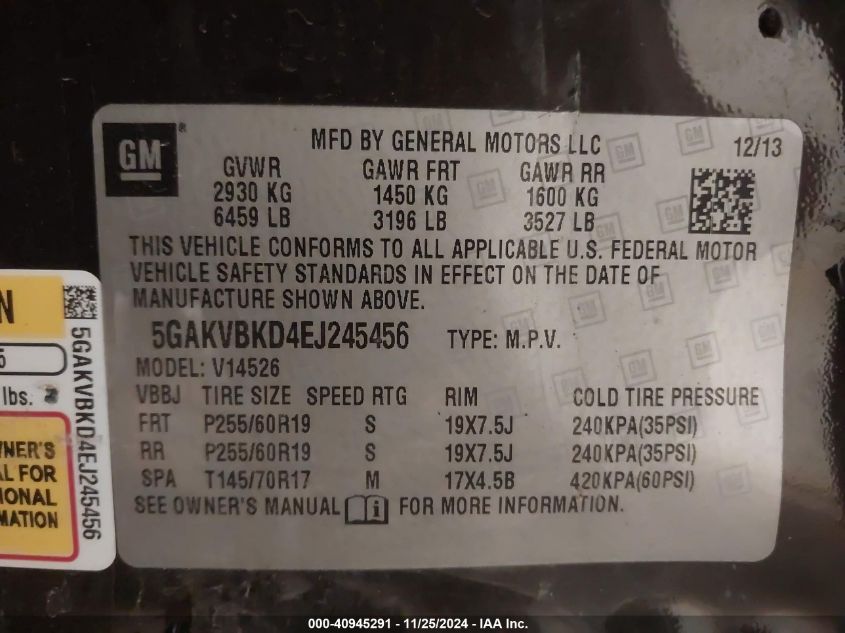 GM®
MFD BY GENERAL MOTORS LLC
12/13
GVWR GAWR FRT GAWR RR
2930 KG 1450 KG 1600 KG
6459 LB 3196 LB 3527 LB
THIS VEHICLE CONFORMS TO ALL APPLICABLE U.S. FEDERAL MOTOR
VEHICLE SAFETY STANDARDS IN EFFECT ON THE DATE OF
MANUFACTURE SHOWN ABOVE.
5GAKVBKD4EJ245456 TYPE: M.P.V.
MODEL: V14526
VBBJ TIRE SIZE SPEED RTG RIM COLD TIRE PRESSURE
FRT P255/60R19 S 19X7.5J 240KPA(35PSI)
RR P255/60R19 S 19X7.5J 240KPA(35PSI)
SPA T145/70R17 M 17X4.5B 420KPA(60PSI)
SEE OWNER'S MANUAL FOR MORE INFORMATION.
lbs.
FOR
5GAKVBKD4EJ245456
000-40945291 - 11/25/2024 - IAA Inc.